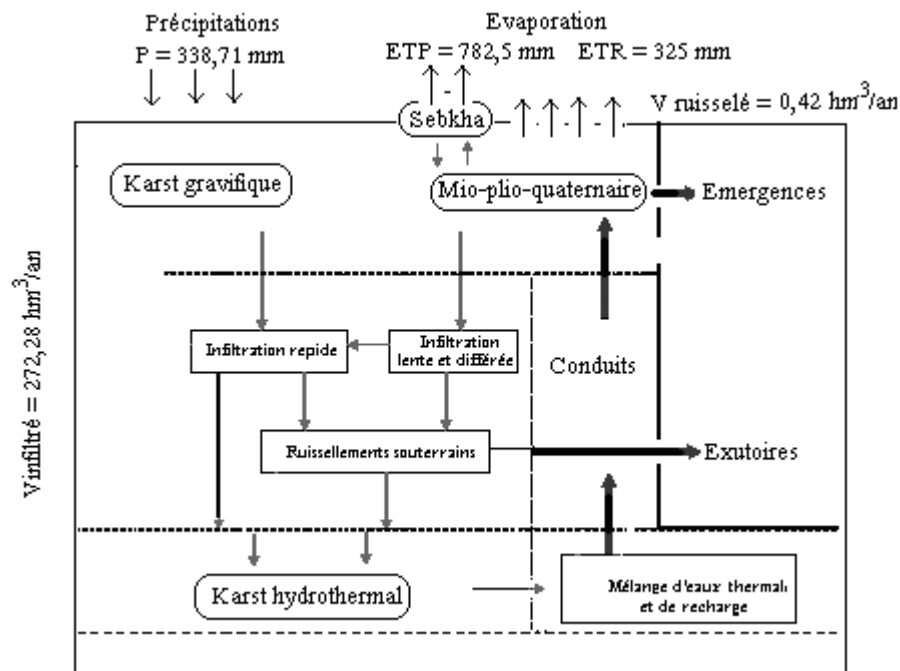 Précipitations
P = 338,71 mm
Evaporation
ETP = 782,5 mm ETR = 325 mm
V ruisselé = 0,42 hm³/an
Sebkha
Karst gravifique
Mio-plio-quaternaire
Emergences
Vinfiltré = 272,28 hm³/an
Infiltration repide
Infiltration
lente et différée
Conduits
Ruissellements souterrains
Exutoires
Karst hydrothermal
Mélange d'eaux thermal
et de recharge